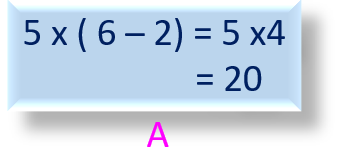 5 x ( 6 – 2) = 5 x4
= 20
A